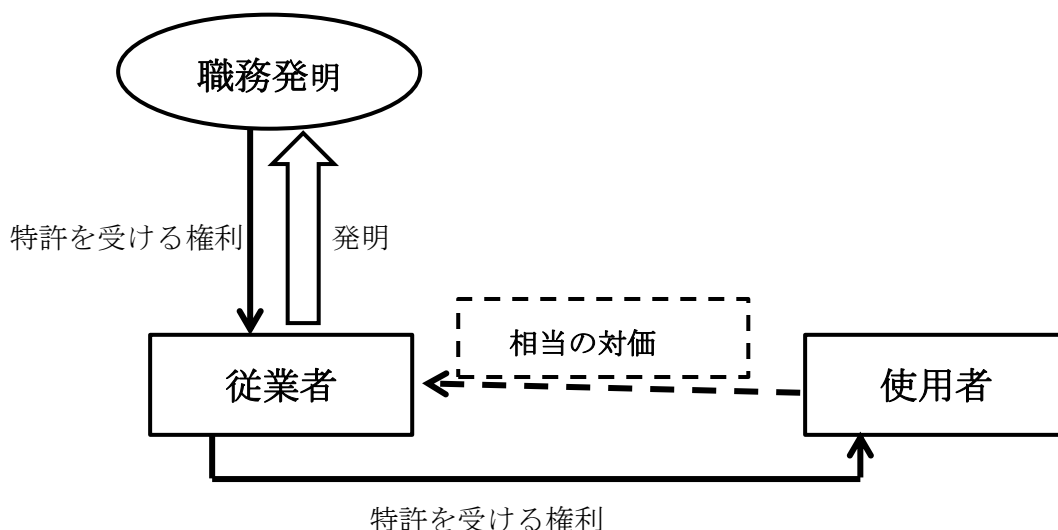 職務発明
特許を受ける権利
発明
相当の対価
従業者
使用者
特許を受ける権利